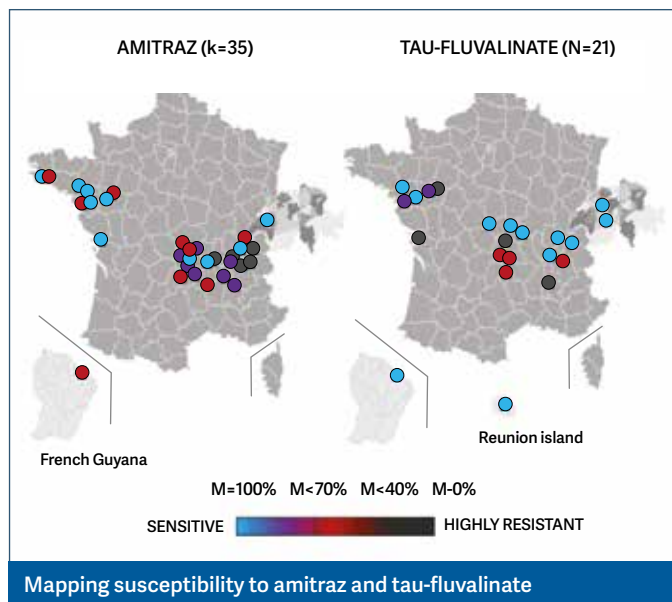 AMITRAZ (k=35)
TAU-FLUVALINATE (N=21)
French Guyana
Reunion island
M=100% M<70% M<40% M-0%
SENSITIVE HIGHLY RESISTANT
Mapping susceptibility to amitraz and tau-fluvalinate